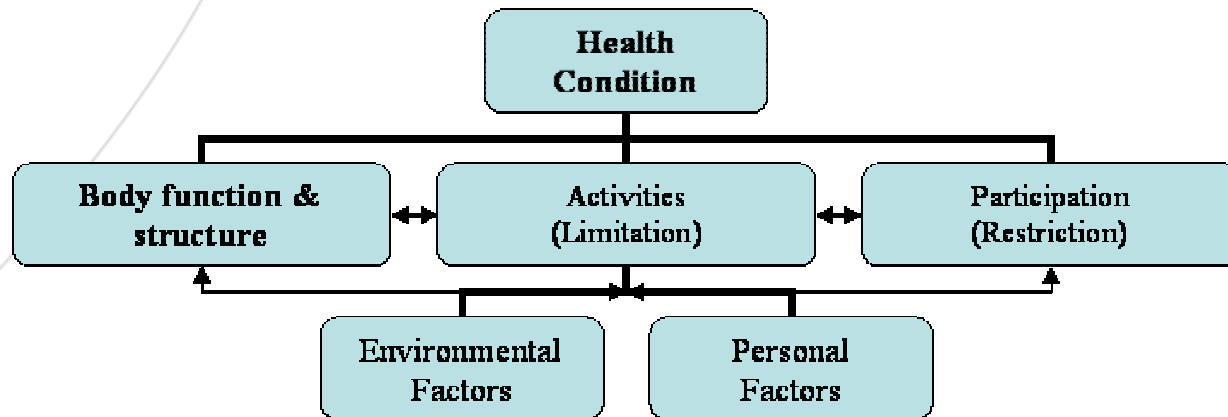 Health
Condition
Body function &
structure
Activities
(Limitation)
Participation
(Restriction)
Environmental
Factors
Personal
Factors